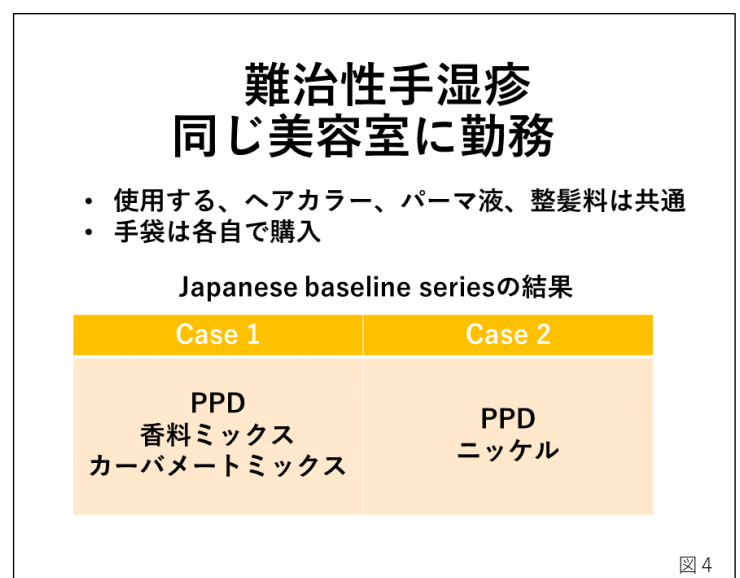 難治性手湿疹
同じ美容室に勤務
• 使用する、ヘアカラー、パーマ液、整髪料は共通
• 手袋は各自で購入
Japanese baseline seriesの結果
Case 1
Case 2
PPD
香料ミックス
カーバメートミックス
PPD
ニッケル
図 4